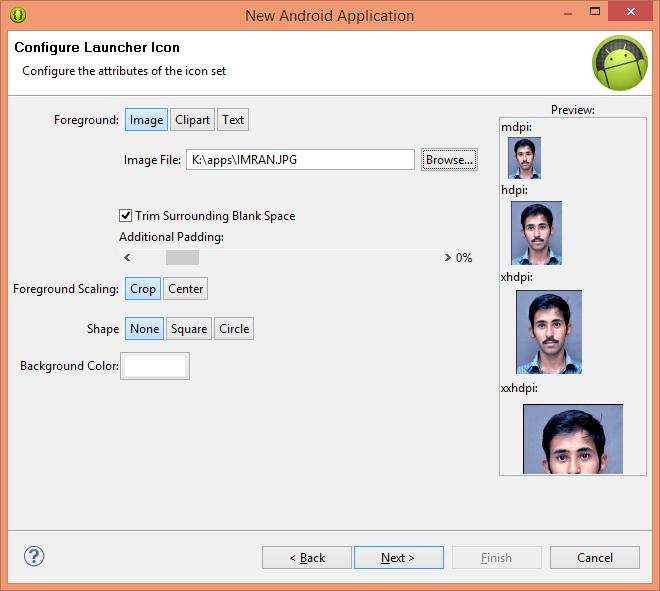 New Android Application
Configure Launcher Icon
Configure the attributes of the icon set
Foreground: Image Clipart Text
Image File: K:\apps\IMRAN.JPG Browse...
Trim Surrounding Blank Space
Additional Padding:
< > 0%
Foreground Scaling: Crop Center
Shape None Square Circle
Background Color:
Preview:
mdpi:
hdpi:
xhdpi:
xxhdpi:
? < Back Next > Finish Cancel